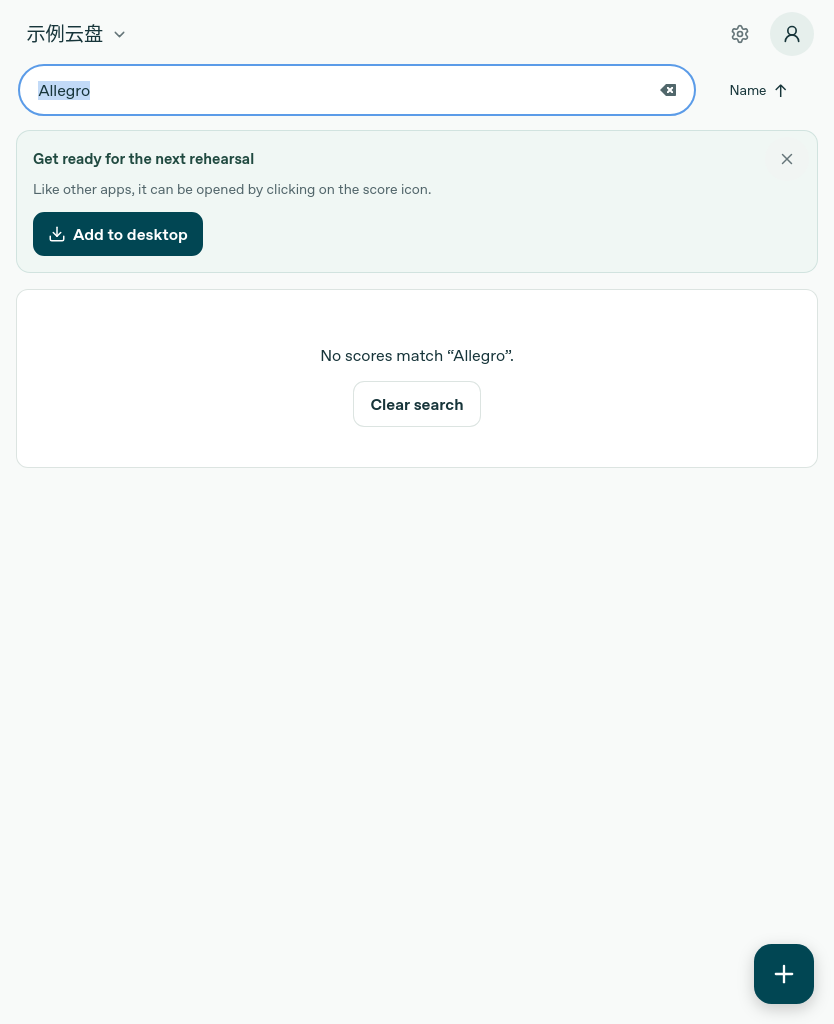 示例云盘
Allegro
Name
Get ready for the next rehearsal
Like other apps, it can be opened by clicking on the score icon.
Add to desktop
No scores match “Allegro”.
Clear search